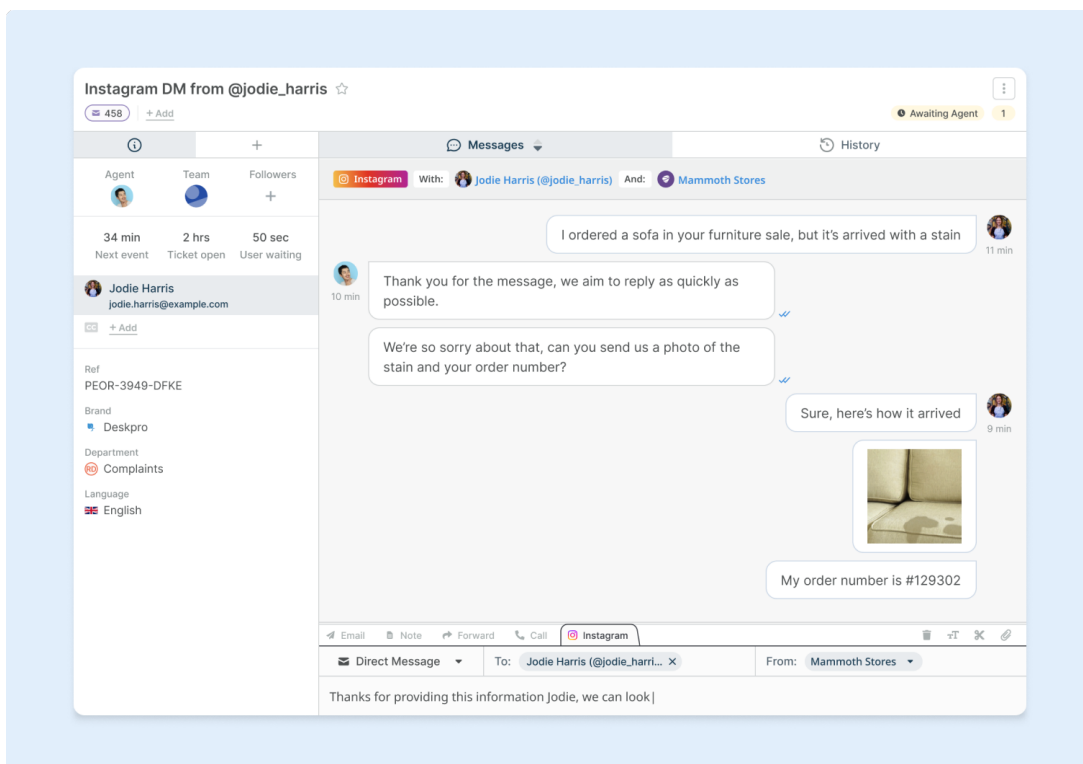 Instagram DM from @jodie_harris
458
+ Add
Awaiting Agent 1
+
Messages
History
Agent Team Followers
+
34 min 2 hrs 50 sec
Next event Ticket open User waiting
Jodie Harris
jodie.harris@example.com
CC + Add
Ref
PEOR-3949-DFKE
Brand
Deskpro
Department
RD Complaints
Language
English
Instagram With: Jodie Harris (@jodie_harris) And: Mammoth Stores
I ordered a sofa in your furniture sale, but it's arrived with a stain
11 min
Thank you for the message, we aim to reply as quickly as
possible.
10 min
We're so sorry about that, can you send us a photo of the
stain and your order number?
Sure, here's how it arrived
9 min
My order number is #129302
Email Note Forward Call Instagram
Direct Message To: Jodie Harris (@jodie_harri... × From: Mammoth Stores
Thanks for providing this information Jodie, we can look